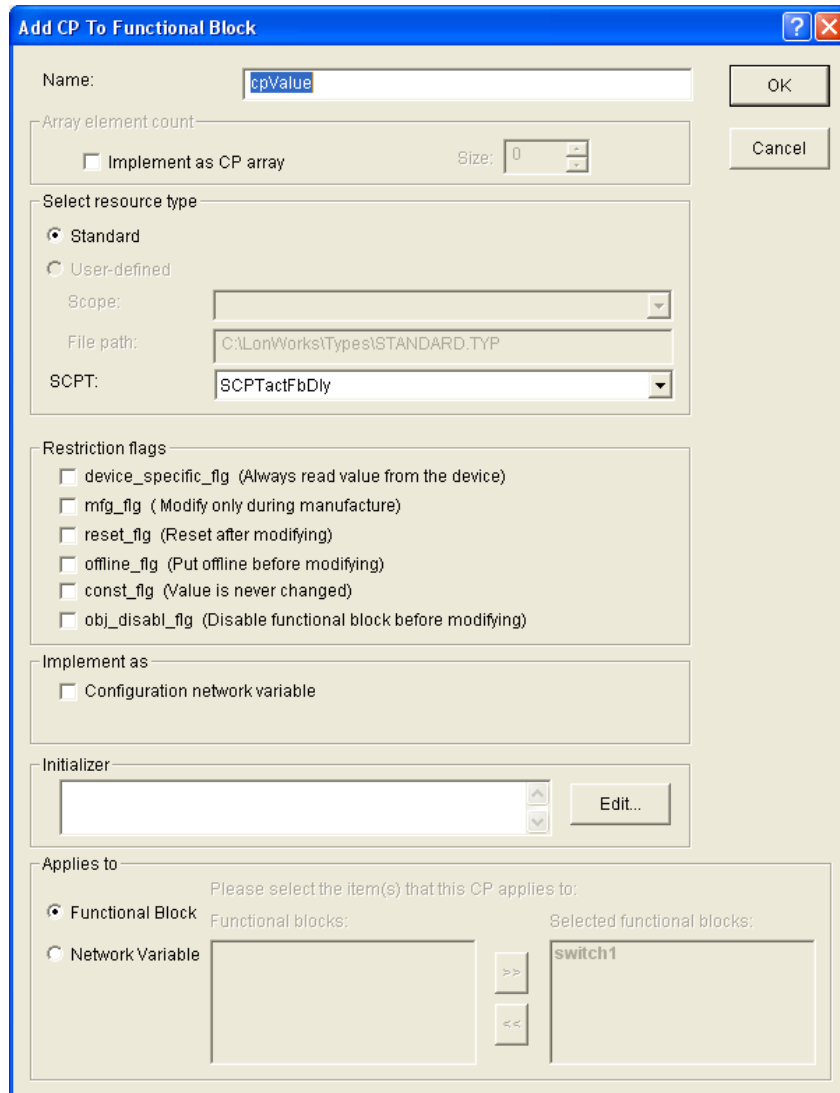 Add CP To Functional Block
Name:
cpValue
OK
Array element count
Implement as CP array
Size:
0
Cancel
Select resource type
Standard
User-defined
Scope:
File path:
C:\LonWorks\Types\STANDARD.TYP
SCPT:
SCPTactFbDly
Restriction flags
device_specific_flg (Always read value from the device)
mfg_flg ( Modify only during manufacture)
reset_flg (Reset after modifying)
offline_flg (Put offline before modifying)
const_flg (Value is never changed)
obj_disabl_flg (Disable functional block before modifying)
Implement as
Configuration network variable
Initializer
Edit...
Applies to
Please select the item(s) that this CP applies to:
Functional Block
Functional blocks:
Selected functional blocks:
Network Variable
switch1
>>
<<